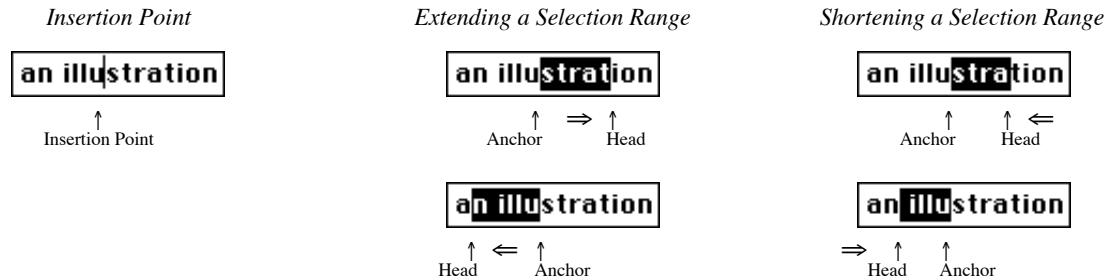 Insertion Point Extending a Selection Range Shortening a Selection Range
an illustration an illustration an illustration
↑ ↑ ⇒ ↑ ↑ ↑ ⇐
Insertion Point Anchor Head Anchor Head
an illustration an illustration
↑ ⇐ ↑ ⇒ ↑ ↑
Head Anchor Head Anchor